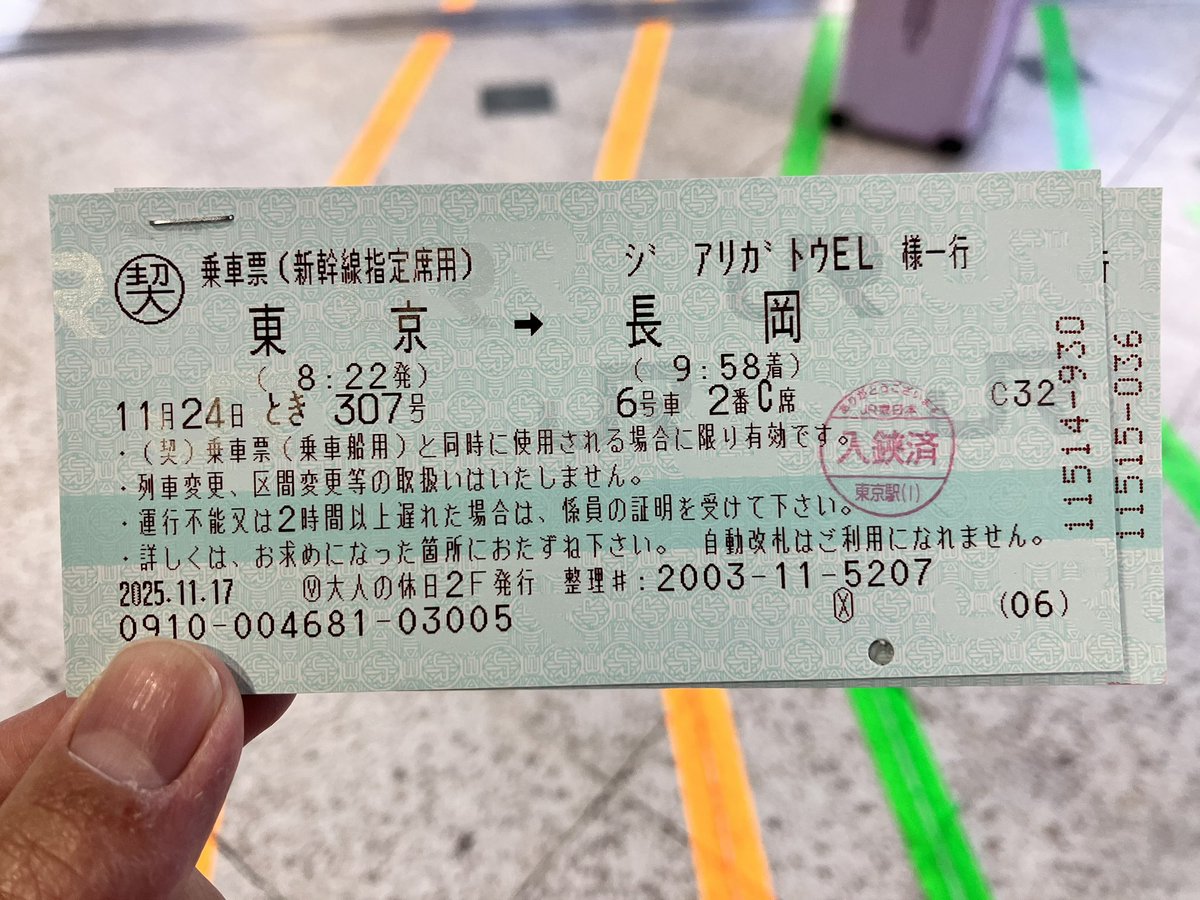 契 乗車票(新幹線指定席用) ジ アリガトウEL 様一行
東京 → 長岡
( 8:22発) ( 9:58着)
11月24日 とき 307号 6号車 2番C席 C32
・(契)乗車票(乗車船用)と同時に使用される場合に限り有効です。
・列車変更、区間変更等の取扱いはいたしません。
・運行不能又は2時間以上遅れた場合は、係員の証明を受けて下さい。
・詳しくは、お求めになった箇所におたずね下さい。 自動改札はご利用になれません。
2025.11.17 大人の休日2F発行 整理#:2003-11-5207
0910-004681-03005 (06)
ありがとうございます
JR東日本
入鋏済
東京駅(1)
11514-930
11515-036